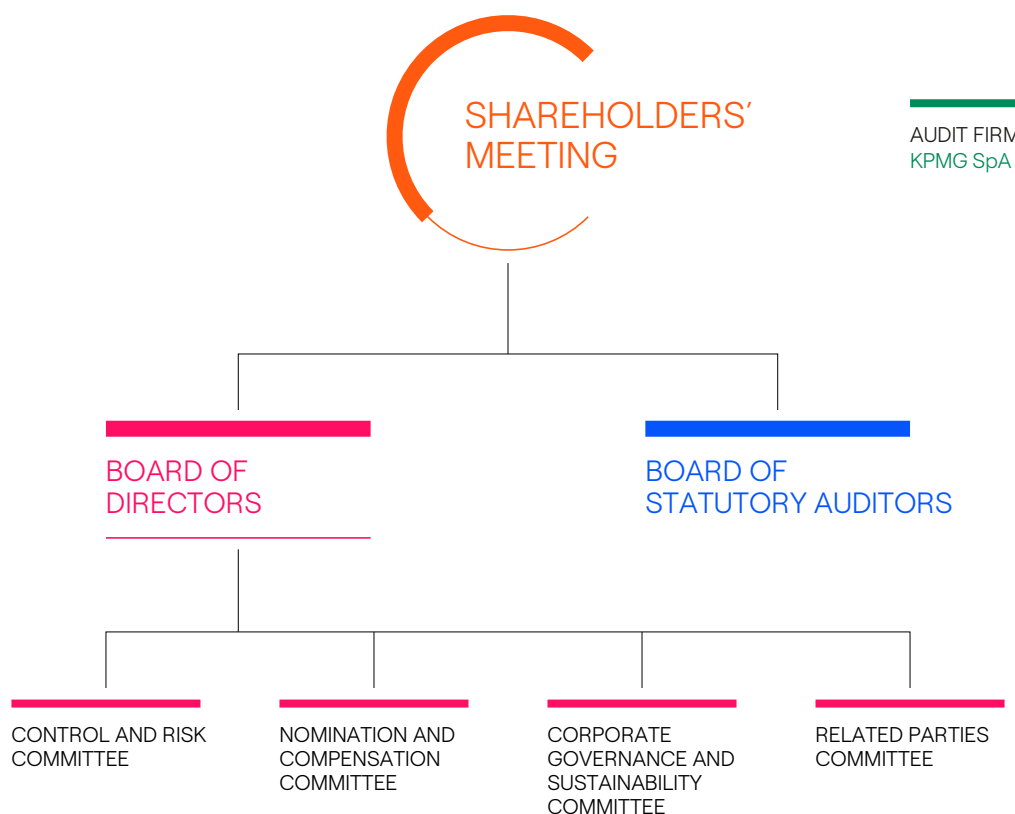 SHAREHOLDERS'
MEETING
AUDIT FIRM
KPMG SpA
BOARD OF
DIRECTORS
BOARD OF
STATUTORY AUDITORS
CONTROL AND RISK
COMMITTEE
NOMINATION AND
COMPENSATION
COMMITTEE
CORPORATE
GOVERNANCE AND
SUSTAINABILITY
COMMITTEE
RELATED PARTIES
COMMITTEE